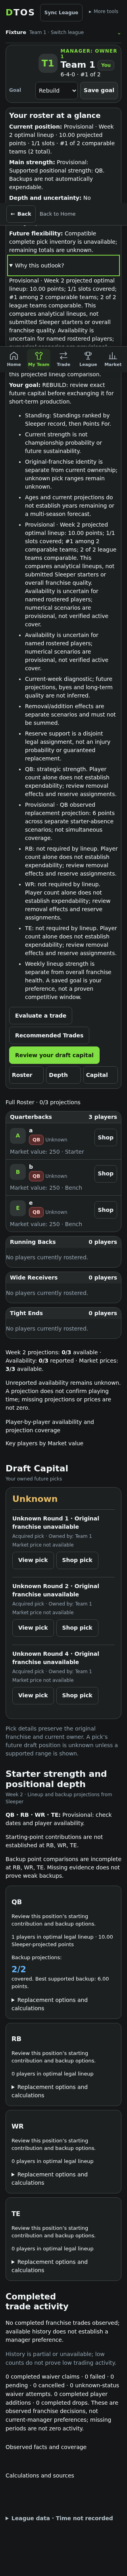 DTOS
Sync League
▸ More tools
Fixture Team 1 · Switch league
MANAGER: OWNER 1
T1
Team 1
You
6-4-0 · #1 of 2
Goal
Rebuild
Save goal
Your roster at a glance
Current position: Provisional · Week 2 optimal lineup · 10.00 projected points · 1/1 slots · #1 of 2 comparable teams (2 total).
Main strength: Provisional: Supported positional strength: QB. Backups are not automatically expendable.
Depth and uncertainty: No
← Back
Back to Home
Future flexibility: Compatible complete pick inventory is unavailable; remaining totals are unknown.
▾ Why this outlook?
Provisional · Week 2 projected optimal lineup: 10.00 points; 1/1 required starter slots covered; #1 among 2 comparable teams; 2 of 2 league teams comparable. This compares analytical lineups, not submitted Sleeper starters or overall franchise quality. Availability is uncertain for
Home
My Team
Trade
League
Market
comparison.
Your goal: REBUILD: review exact future capital before exchanging it for short-term production.
• Standing: Standings ranked by Sleeper record, then Points For.
• Current strength is not championship probability or future sustainability.
• Original-franchise identity is preserved with current ownership; unknown pick ranges remain unknown.
• Ages and current projections do not establish rookie readiness or a multi-season forecast.
• Provisional · Week 2 projected optimal lineup: 10.00 points; 1/1 required starter slots covered; #1 among 2 comparable teams; 2 of 2 league teams comparable. This compares analytical lineups, not submitted Sleeper starters or overall franchise quality. Availability is uncertain for named rostered players; numerical scenarios are provisional, not verified active cover.
• Availability is uncertain for named rostered players; numerical scenarios are provisional, not verified active cover.
• Current-week diagnostic; future projections, byes and long-term quality are not inferred.
• Removal/addition effects are separate scenarios and must not be summed.
• Reserve support is disjoint legal assignment, not an injury probability or guaranteed replacement.
• QB: strategic strength. Player count alone does not establish expendability; review removal effects and reserve assignments.
• Provisional · QB observed replacement projection: 6 points across separate starter-absence scenarios; not simultaneous coverage.
• RB: not required by lineup. Player count alone does not establish expendability; review removal effects and reserve assignments.
• WR: not required by lineup. Player count alone does not establish expendability; review removal effects and reserve assignments.
• TE: not required by lineup. Player count alone does not establish expendability; review removal effects and reserve assignments.
• Weekly strength is separate from overall franchise health. A saved goal is your preference, not a proven competitive window.
Evaluate a trade
Recommended Trades
Review your draft capital
Roster
Depth
Capital
Full Roster · 0/3 projections
Quarterbacks
3 players
A
a
QB Unknown
Shop
Market value: 250 · Starter
B
b
QB Unknown
Shop
Market value: 250 · Bench
E
e
QB Unknown
Shop
Market value: 250 · Bench
Running Backs
0 players
No players currently rostered.
Wide Receivers
0 players
No players currently rostered.
Tight Ends
0 players
No players currently rostered.
Week 2 projections: 0/3 available · Availability: 0/3 reported · Market prices: 3/3 available.
Unreported availability remains unknown. A projection does not confirm playing time; missing projections or prices are not zero.
Player-by-player availability and projection coverage
Key players by Market value
Draft Capital
Your owned future picks
Unknown
Unknown Round 1 · Original franchise unavailable
Acquired pick · Owned by: Team 1
Market price not available
View pick
Shop pick
Unknown Round 2 · Original franchise unavailable
Acquired pick · Owned by: Team 1
Market price not available
View pick
Shop pick
Unknown Round 4 · Original franchise unavailable
Acquired pick · Owned by: Team 1
Market price not available
View pick
Shop pick
Pick details preserve the original franchise and current owner. A pick's future draft position is unknown unless a supported range is shown.
Starter strength and positional depth
Week 2 · Lineup and backup projections from Sleeper
QB · RB · WR · TE: Provisional: check dates and player availability.
Starting-point contributions are not established at RB, WR, TE.
Backup point comparisons are incomplete at RB, WR, TE. Missing evidence does not prove weak backups.
QB
Review this position's starting contribution and backup options.
1 players in optimal legal lineup · 10.00 Sleeper-projected points
Backup projections:
2/2
covered. Best supported backup: 6.00 points.
▸ Replacement options and calculations
RB
Review this position's starting contribution and backup options.
0 players in optimal legal lineup
▸ Replacement options and calculations
WR
Review this position's starting contribution and backup options.
0 players in optimal legal lineup
▸ Replacement options and calculations
TE
Review this position's starting contribution and backup options.
0 players in optimal legal lineup
▸ Replacement options and calculations
Completed trade activity
No completed franchise trades observed; available history does not establish a manager preference.
History is partial or unavailable; low counts do not prove low trading activity.
0 completed waiver claims · 0 failed · 0 pending · 0 cancelled · 0 unknown-status waiver attempts. 0 completed player additions · 0 completed drops. These are observed franchise decisions, not current-manager preferences; missing periods are not zero activity.
Observed facts and coverage
Calculations and sources
▸ League data · Time not recorded